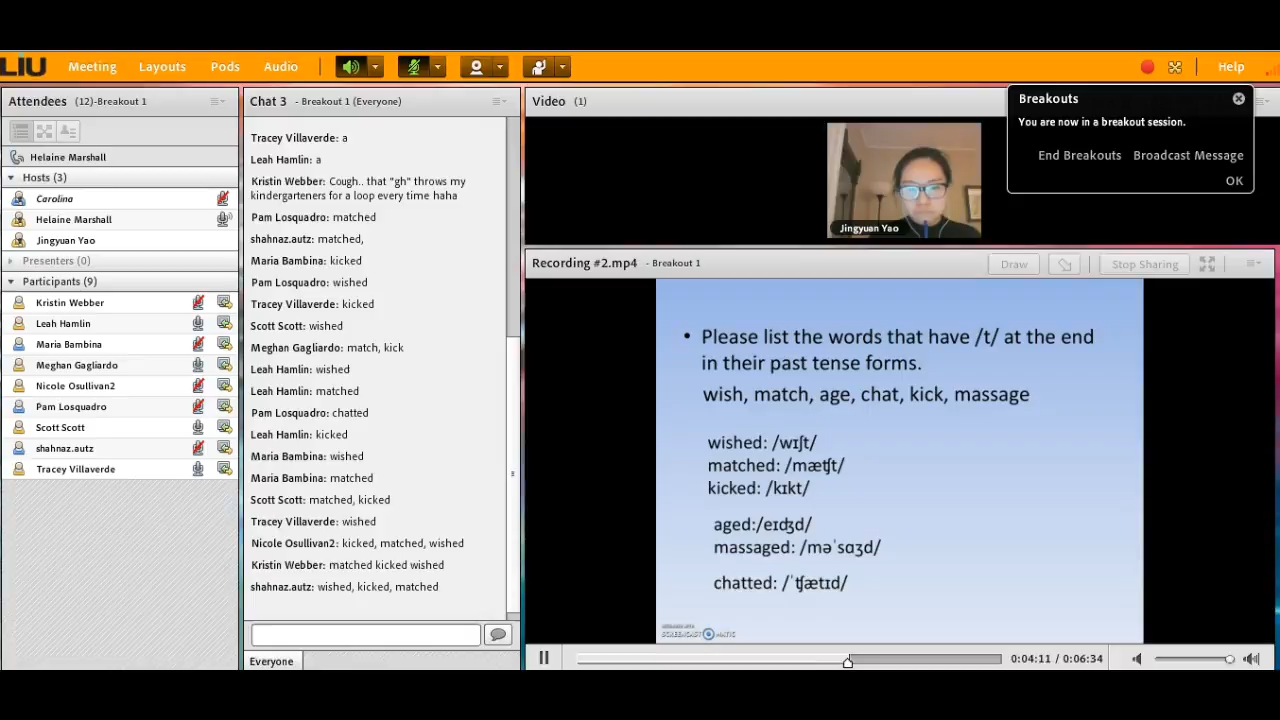 LIU
Meeting
Layouts
Pods
Audio
Help
Attendees (12)-Breakout 1
Helaine Marshall
Hosts (3)
Carolina
Helaine Marshall
Jingyuan Yao
Presenters (0)
Participants (9)
Kristin Webber
Leah Hamlin
Maria Bambina
Meghan Gagliardo
Nicole Osullivan2
Pam Losquadro
Scott Scott
shahnaz.autz
Tracey Villaverde
Chat 3 - Breakout 1 (Everyone)
Tracey Villaverde: a
Leah Hamlin: a
Kristin Webber: Cough.. that "gh" throws my
kindergarteners for a loop every time haha
Pam Losquadro: matched
shahnaz.autz: matched,
Maria Bambina: kicked
Pam Losquadro: wished
Tracey Villaverde: kicked
Scott Scott: wished
Meghan Gagliardo: match, kick
Leah Hamlin: wished
Leah Hamlin: matched
Pam Losquadro: chatted
Leah Hamlin: kicked
Maria Bambina: wished
Maria Bambina: matched
Scott Scott: matched, kicked
Tracey Villaverde: wished
Nicole Osullivan2: kicked, matched, wished
Kristin Webber: matched kicked wished
shahnaz.autz: wished, kicked, matched
Everyone
Video (1)
Jingyuan Yao
Breakouts
You are now in a breakout session.
End Breakouts Broadcast Message
OK
Recording #2.mp4 - Breakout 1
Draw
Stop Sharing
• Please list the words that have /t/ at the end
in their past tense forms.
wish, match, age, chat, kick, massage
wished: /wɪʃt/
matched: /mæʧt/
kicked: /kɪkt/
aged:/eɪʤd/
massaged: /məˈsɑʒd/
chatted: /ˈʧætɪd/
SCREENCAST MATIC
0:04:11 / 0:06:34